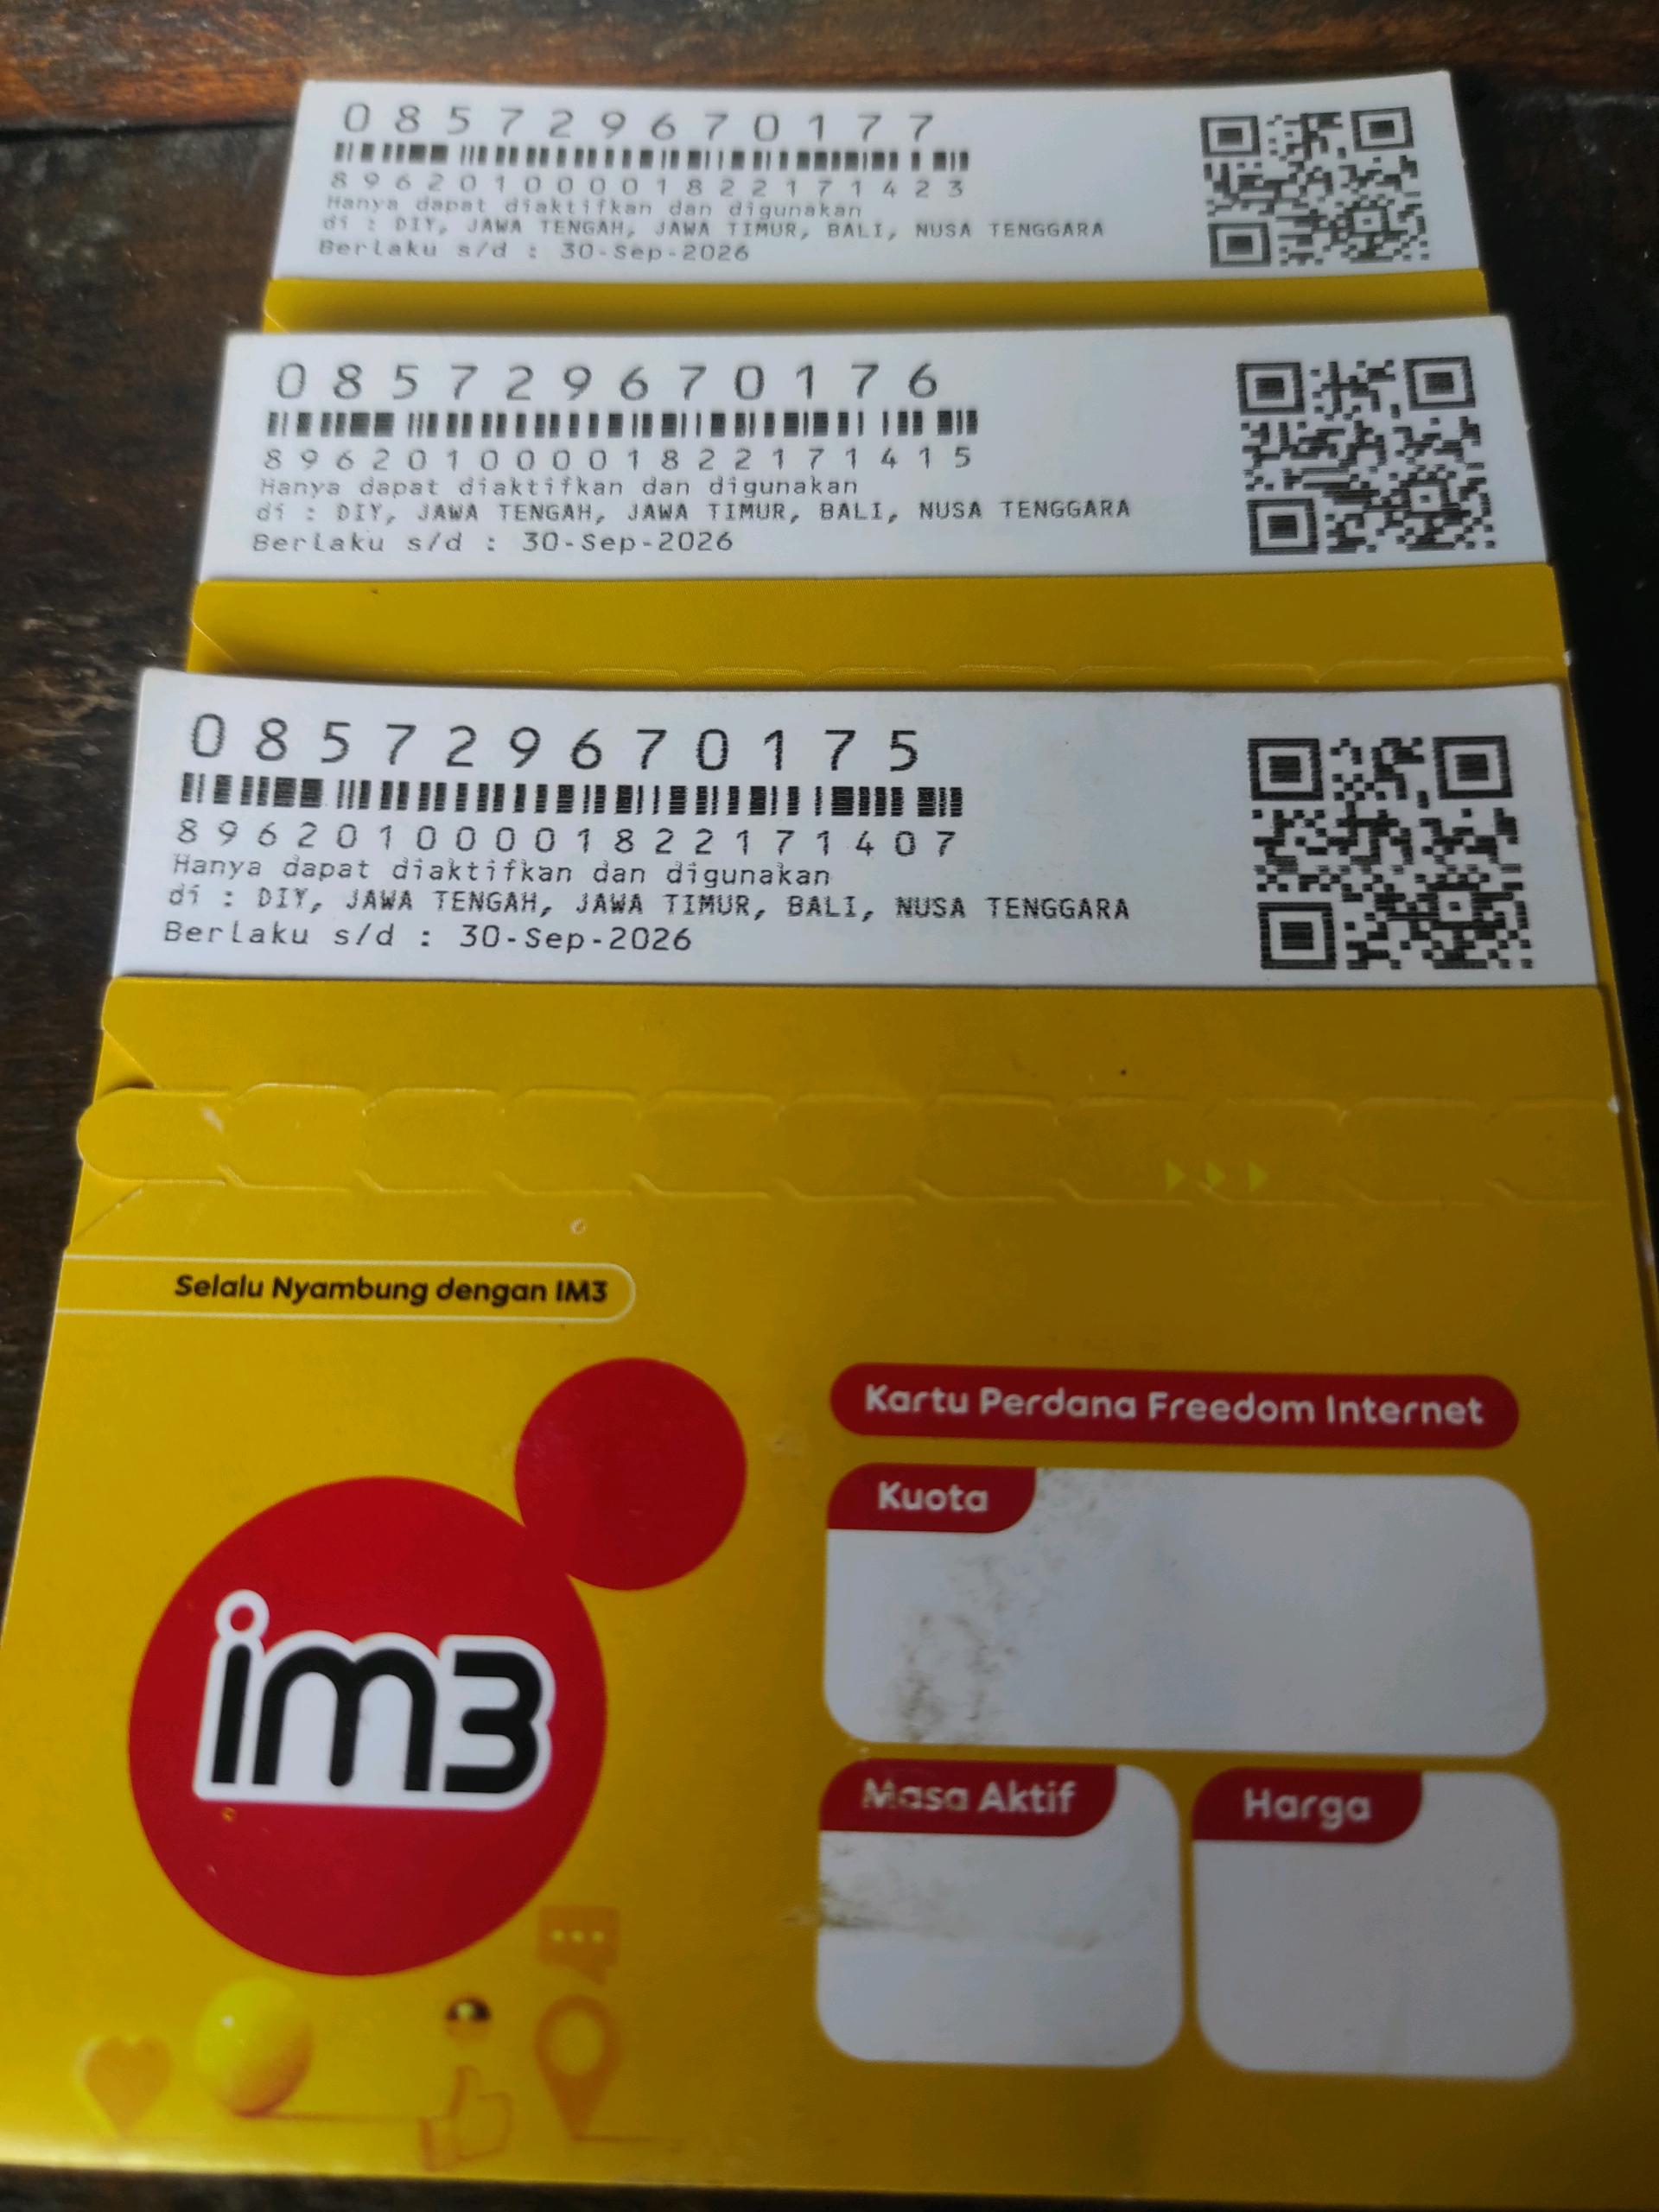 085729670177
89620100001822171423
Hanya dapat diaktifkan dan digunakan
di : DIY, JAWA TENGAH, JAWA TIMUR, BALI, NUSA TENGGARA
Berlaku s/d : 30-Sep-2026
085729670176
89620100001822171415
Hanya dapat diaktifkan dan digunakan
di : DIY, JAWA TENGAH, JAWA TIMUR, BALI, NUSA TENGGARA
Berlaku s/d : 30-Sep-2026
085729670175
89620100001822171407
Hanya dapat diaktifkan dan digunakan
di : DIY, JAWA TENGAH, JAWA TIMUR, BALI, NUSA TENGGARA
Berlaku s/d : 30-Sep-2026
Selalu Nyambung dengan IM3
im3
Kartu Perdana Freedom Internet
Kuota
Masa Aktif
Harga